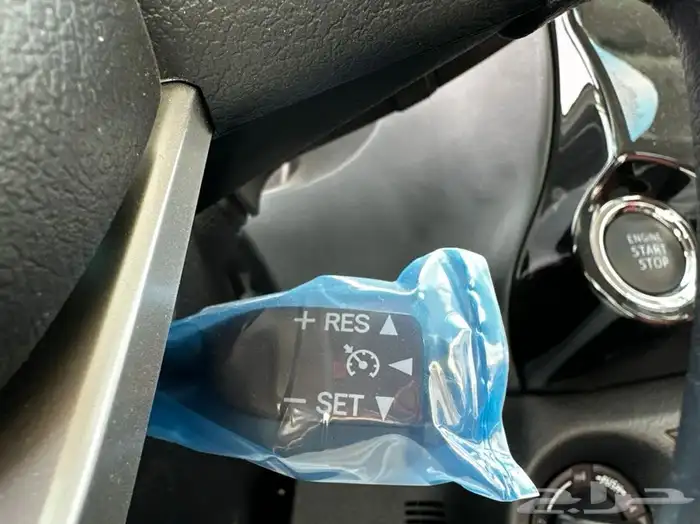 + RES ▲
◀
− SET ▼
ENGINE
START
STOP
حراج